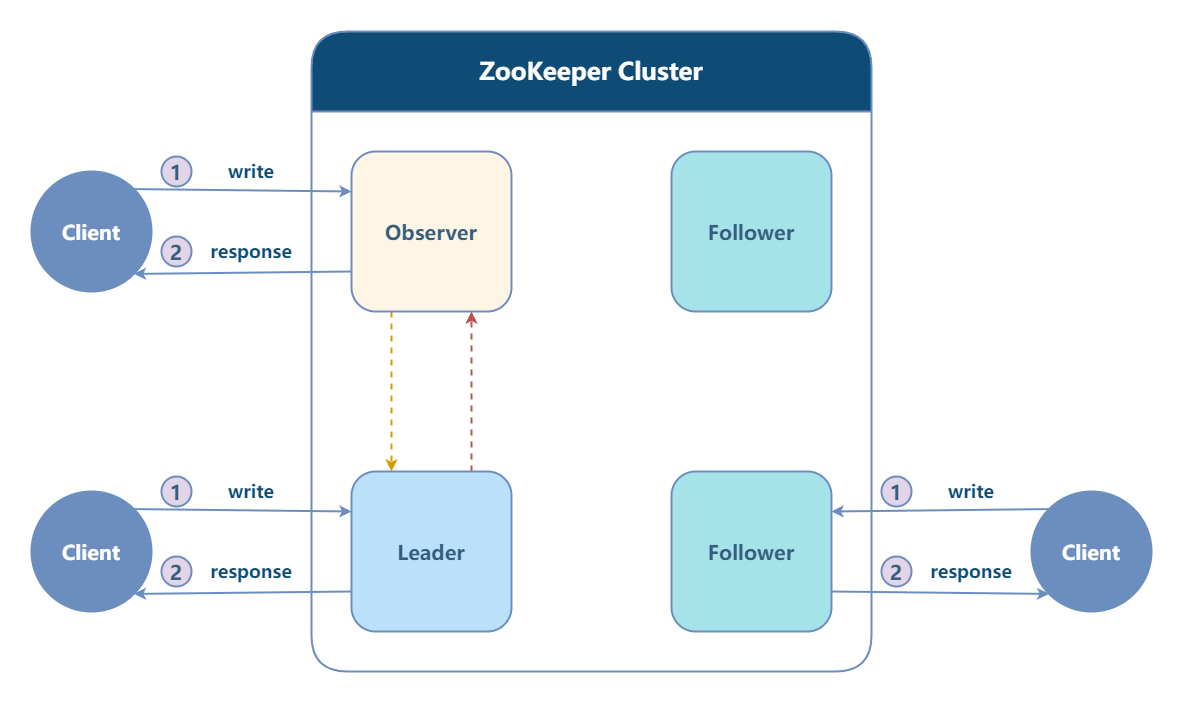 ZooKeeper Cluster
1 write
Client
2 response
Observer
Follower
1 write
Client
2 response
Leader
Follower
1 write
2 response
Client